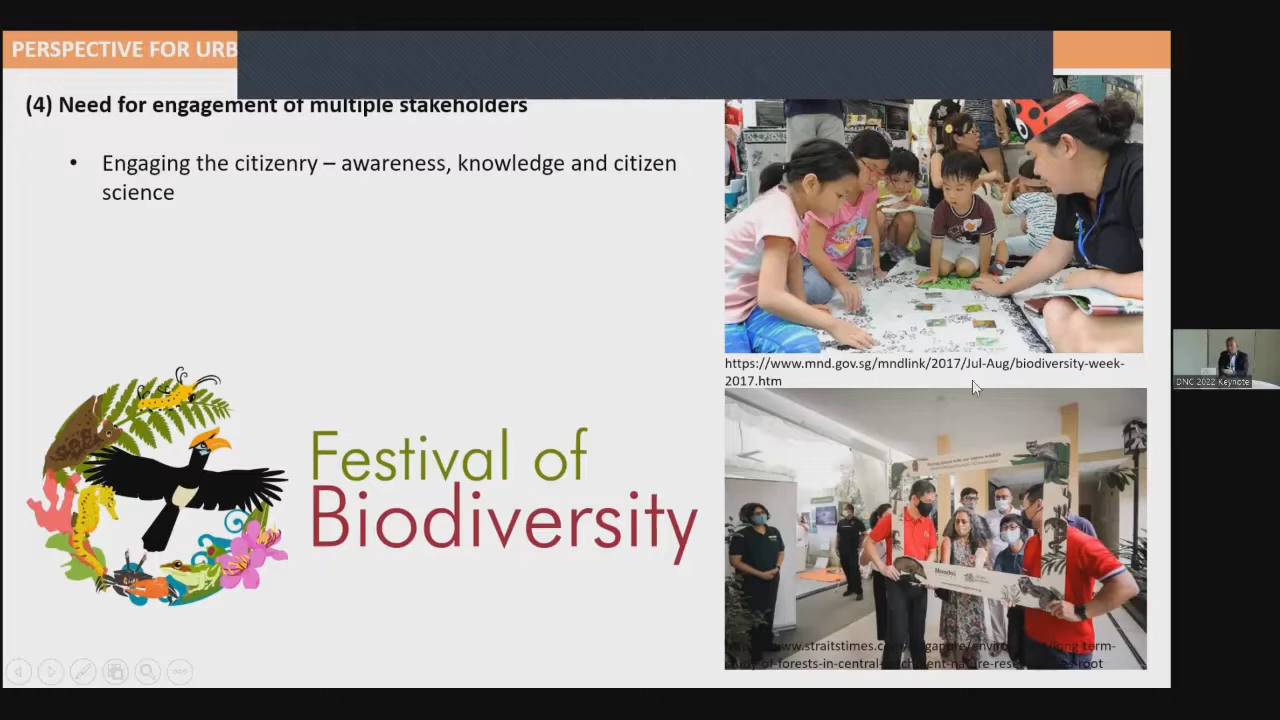 PERSPECTIVE FOR URB
(4) Need for engagement of multiple stakeholders
• Engaging the citizenry – awareness, knowledge and citizen
science
https://www.mnd.gov.sg/mndlink/2017/Jul-Aug/biodiversity-week-
2017.htm
DNC 2022 Keynote
Festival of
Biodiversity
Mandai